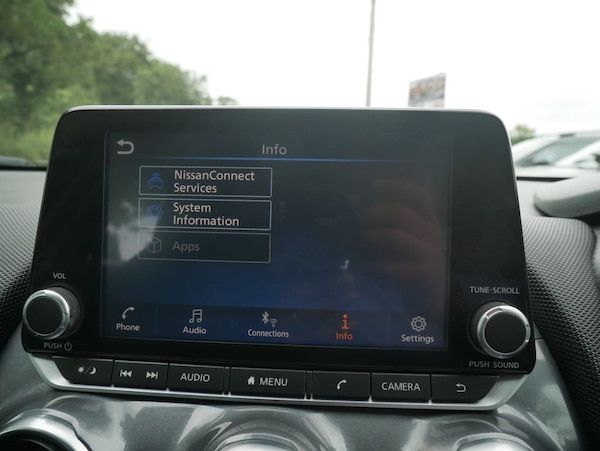 Info
NissanConnect
Services
System
Information
Apps
VOL
TUNE·SCROLL
Phone
Audio
Connections
Info
Settings
PUSH
PUSH SOUND
AUDIO
MENU
CAMERA